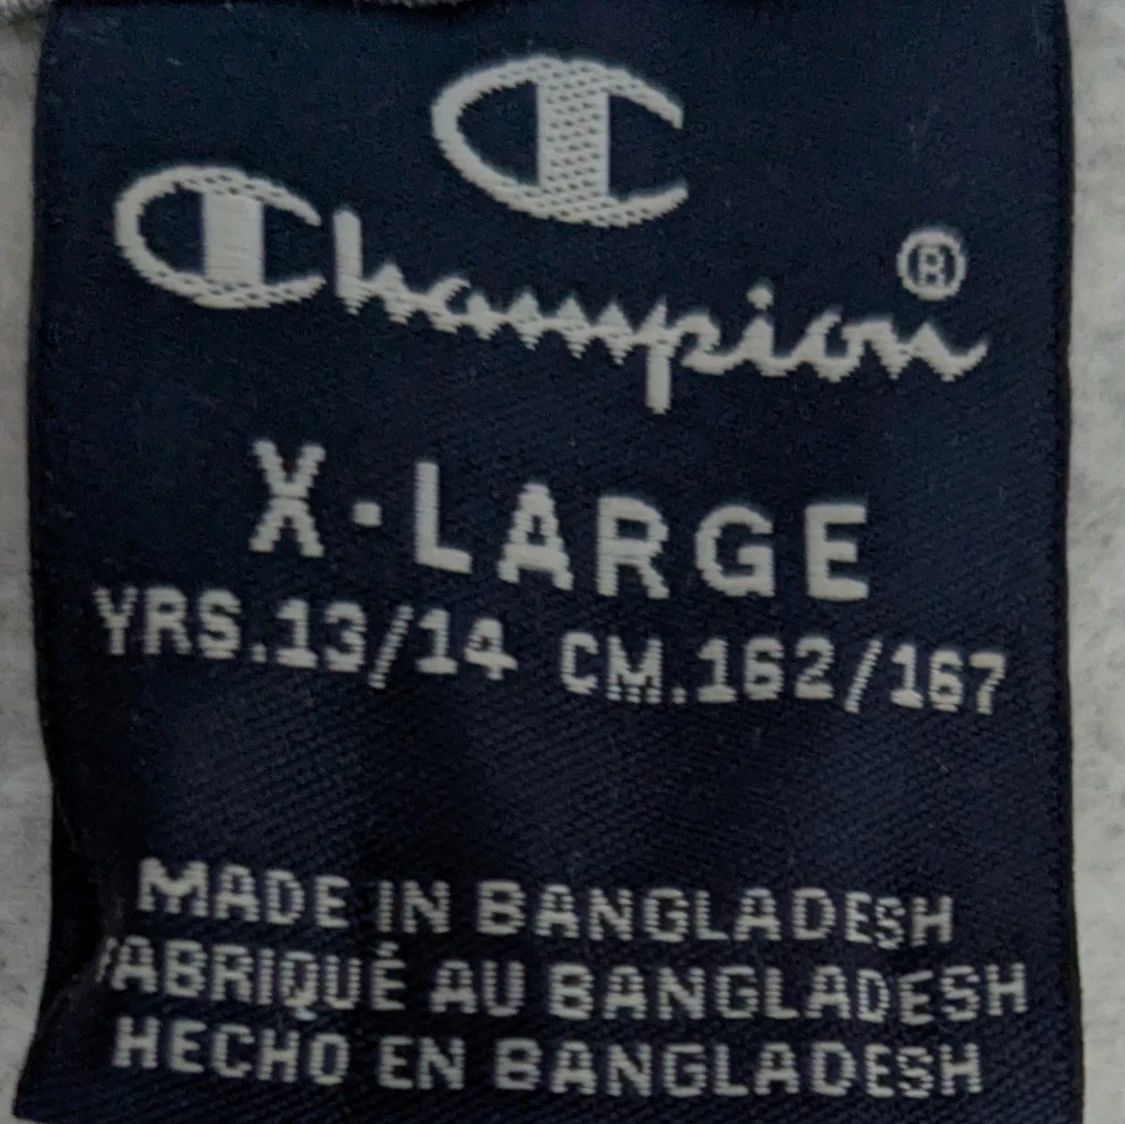 C
Champion®
X-LARGE
YRS.13/14 CM.162/167
MADE IN BANGLADESH
FABRIQUÉ AU BANGLADESH
HECHO EN BANGLADESH